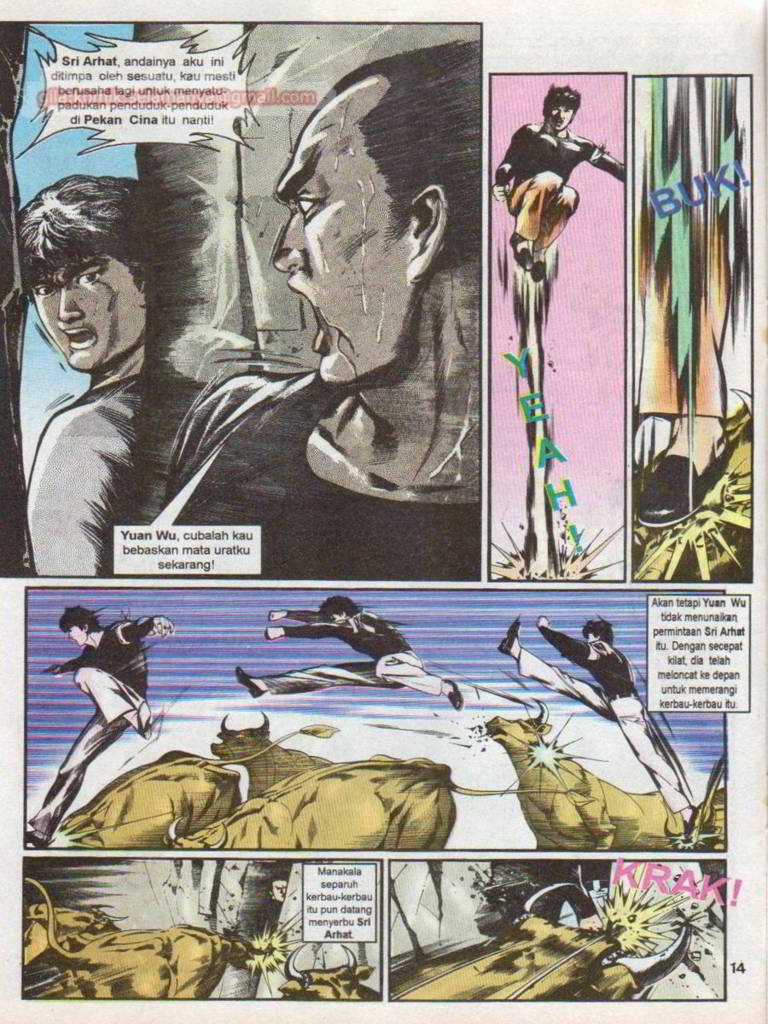 Sri Arhat, andainya aku ini
ditimpa oleh sesuatu, kau mesti
berusaha lagi untuk menyatu-
padukan penduduk-penduduk
di Pekan Cina itu nanti!
Yuan Wu, cubalah kau
bebaskan mata uratku
sekarang!
YEAHH!
BUK!
Akan tetapi Yuan Wu
tidak menunaikan
permintaan Sri Arhat
itu. Dengan secepat
kilat, dia telah
meloncat ke depan
untuk memerangi
kerbau-kerbau itu.
Manakala
separuh
kerbau-kerbau
itu pun datang
menyerbu Sri
Arhat.
KRAK!
14